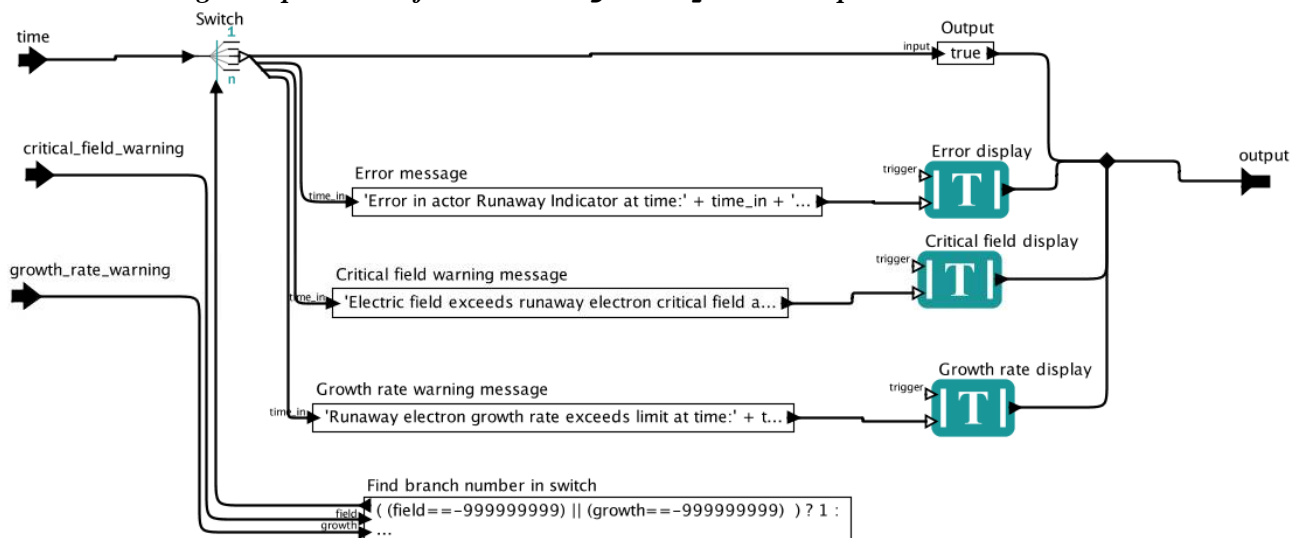 Switch
time
1
n
Output
input
true
critical_field_warning
Error message
time_in
'Error in actor Runaway Indicator at time:' + time_in + '...
Error display
trigger
T
output
growth_rate_warning
Critical field warning message
time_in
'Electric field exceeds runaway electron critical field a...
Critical field display
trigger
T
Growth rate warning message
time_in
'Runaway electron growth rate exceeds limit at time:' + t...
Growth rate display
trigger
T
Find branch number in switch
field
growth
( (field==-999999999) || (growth==-999999999) ) ? 1 :
...